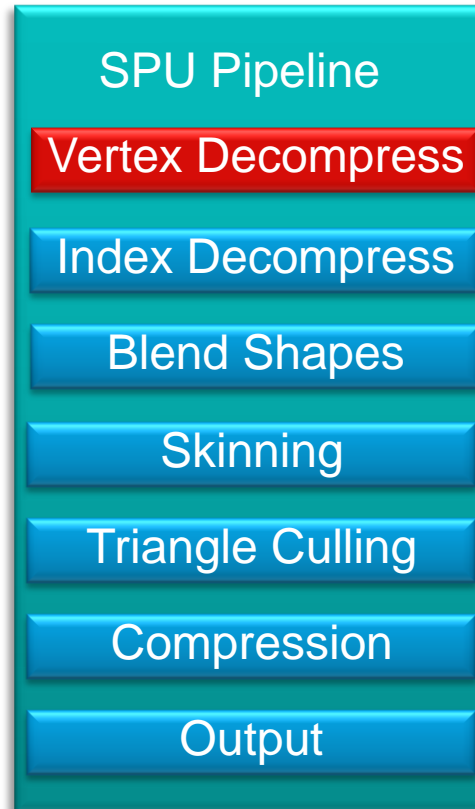 SPU Pipeline
Vertex Decompress
Index Decompress
Blend Shapes
Skinning
Triangle Culling
Compression
Output